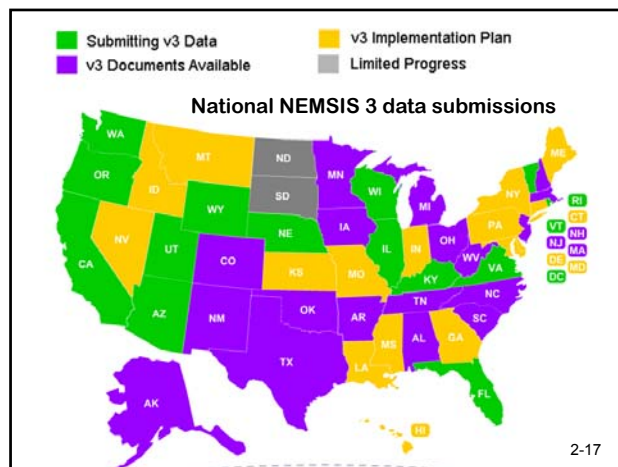 Submitting v3 Data
v3 Implementation Plan
v3 Documents Available
Limited Progress
National NEMSIS 3 data submissions
WA
MT
ND
MN
ME
OR
ID
SD
WI
MI
NY
WY
RI
CT
VT
NH
NJ
MA
DE
MD
DC
NV
UT
NE
IA
PA
CA
CO
KS
MO
IL
IN
OH
WV
VA
KY
AZ
NM
OK
AR
TN
NC
SC
TX
LA
MS
AL
GA
FL
AK
HI
2-17